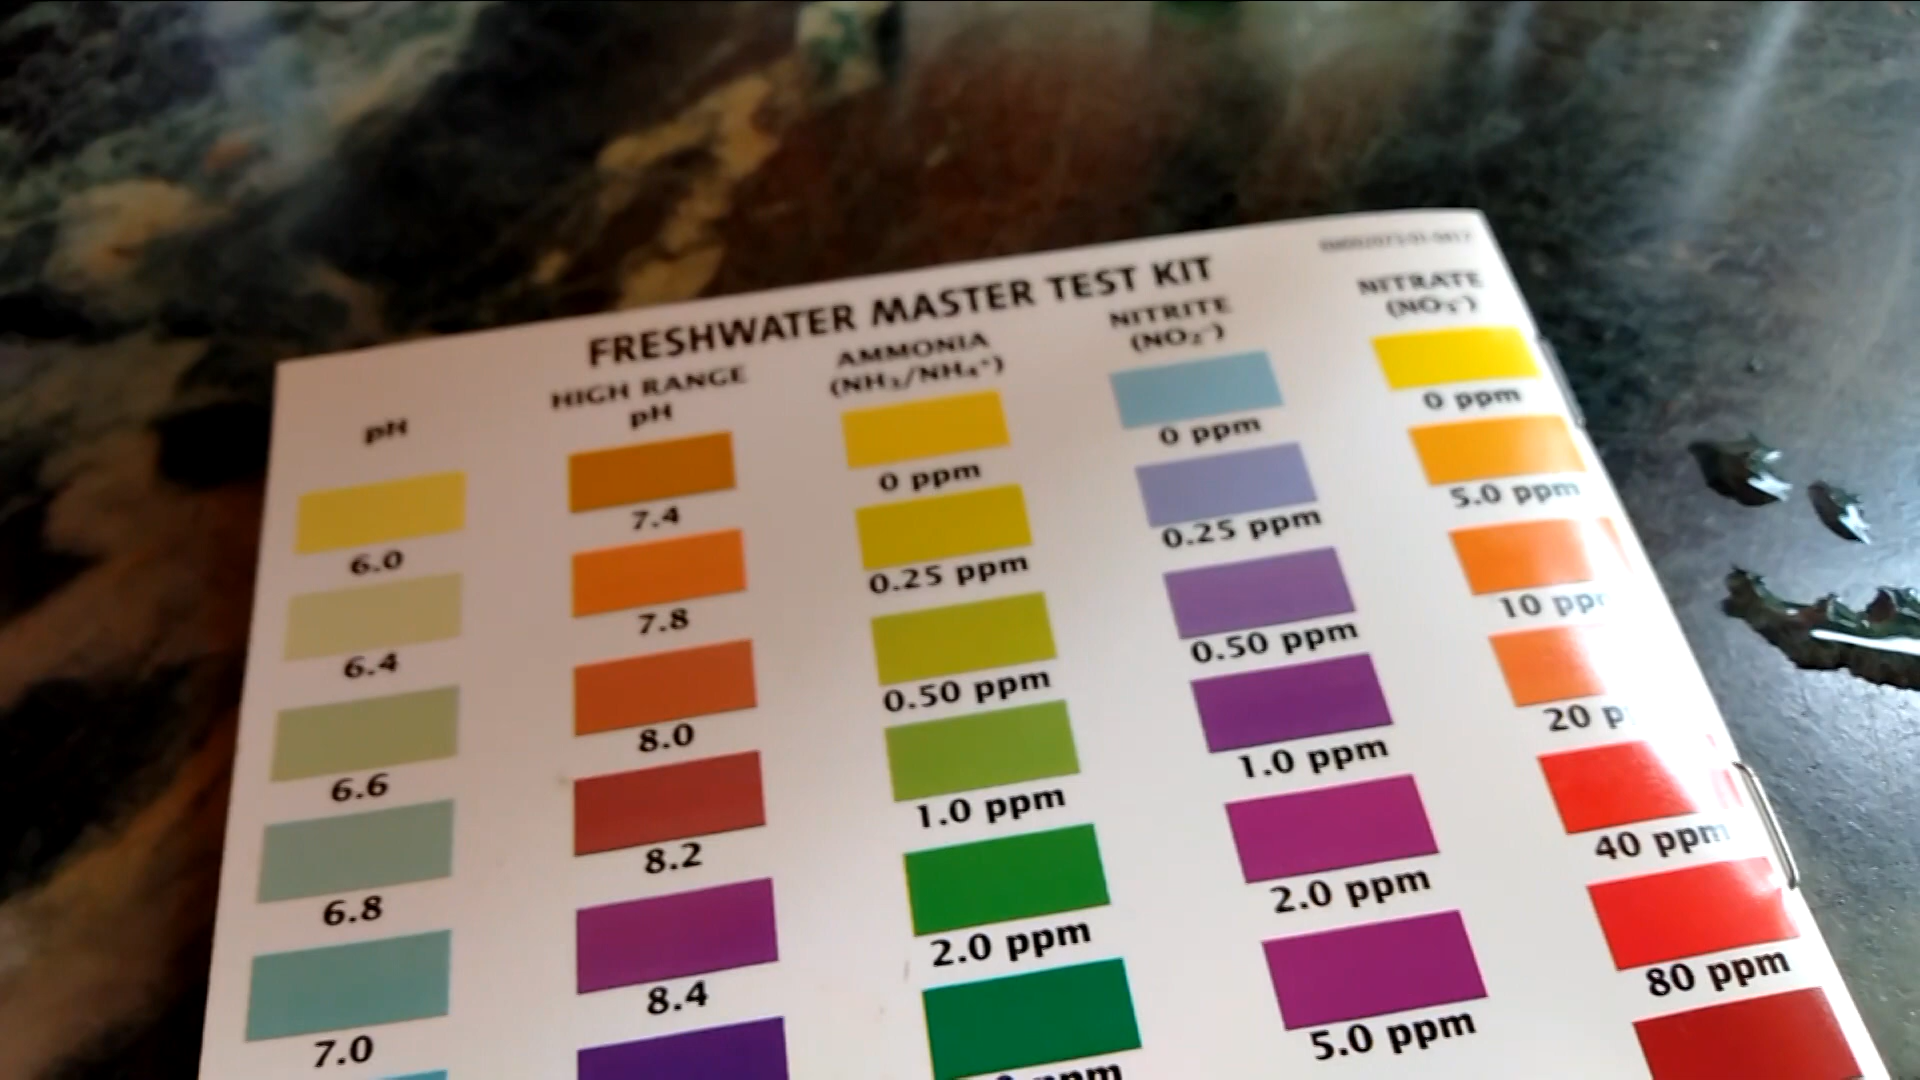 FRESHWATER MASTER TEST KIT
pH
6.0
6.4
6.6
6.8
7.0
HIGH RANGE
pH
7.4
7.8
8.0
8.2
8.4
AMMONIA
(NH₃/NH₄⁺)
0 ppm
0.25 ppm
0.50 ppm
1.0 ppm
2.0 ppm
ppm
NITRITE
(NO₂⁻)
0 ppm
0.25 ppm
0.50 ppm
1.0 ppm
2.0 ppm
5.0 ppm
NITRATE
(NO₃⁻)
0 ppm
5.0 ppm
10 ppm
20 p
40 ppm
80 ppm